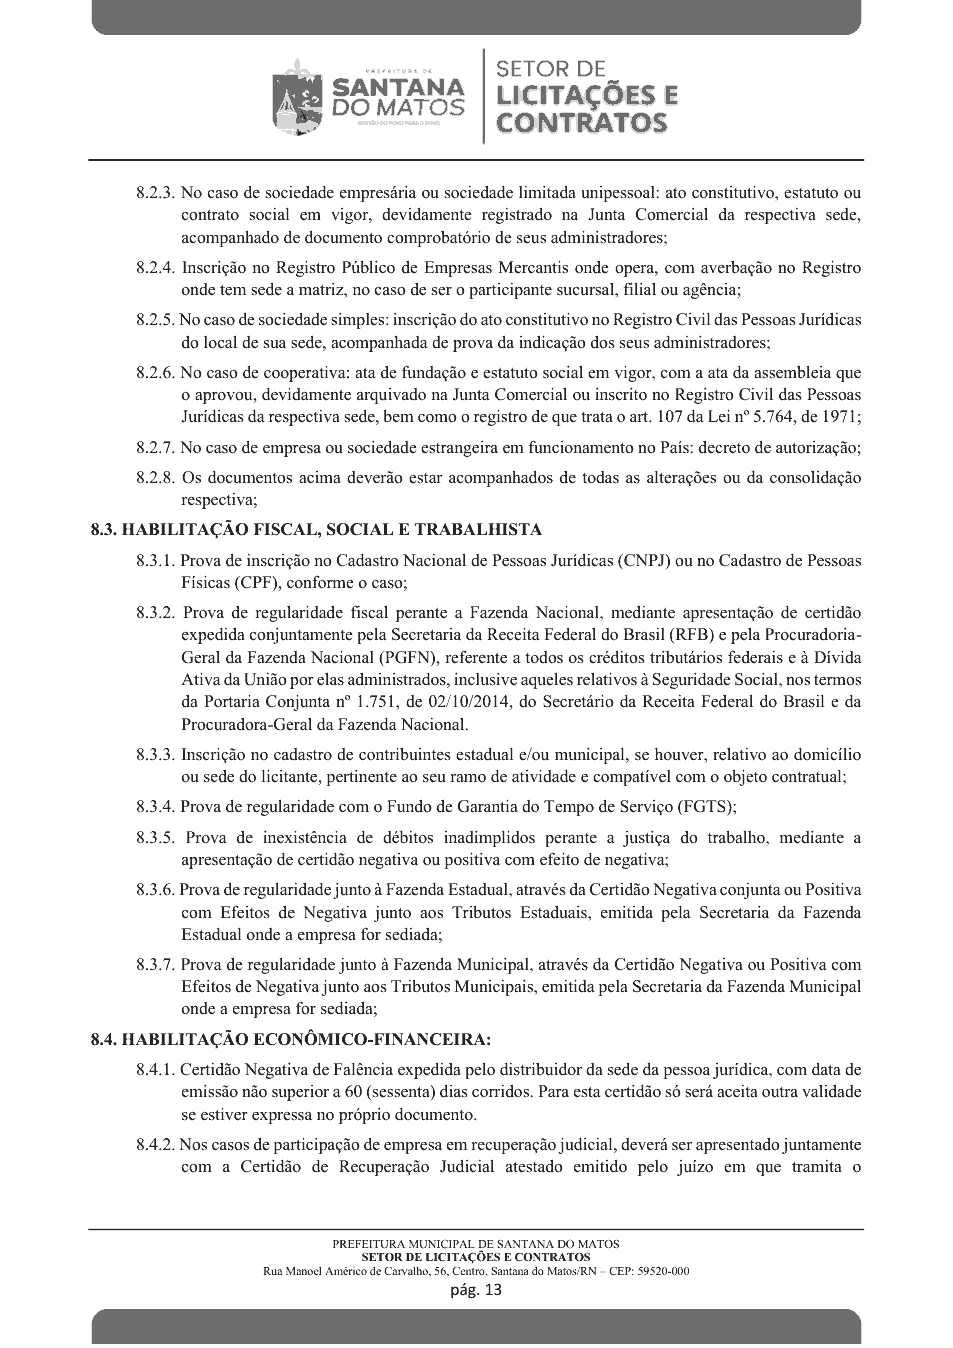 PREFEITURA DE
SANTANA
DO MATOS
GESTÃO DO POVO PARA O POVO
SETOR DE
LICITAÇÕES E
CONTRATOS
8.2.3. No caso de sociedade empresária ou sociedade limitada unipessoal: ato constitutivo, estatuto ou
contrato social em vigor, devidamente registrado na Junta Comercial da respectiva sede,
acompanhado de documento comprobatório de seus administradores;
8.2.4. Inscrição no Registro Público de Empresas Mercantis onde opera, com averbação no Registro
onde tem sede a matriz, no caso de ser o participante sucursal, filial ou agência;
8.2.5. No caso de sociedade simples: inscrição do ato constitutivo no Registro Civil das Pessoas Jurídicas
do local de sua sede, acompanhada de prova da indicação dos seus administradores;
8.2.6. No caso de cooperativa: ata de fundação e estatuto social em vigor, com a ata da assembleia que
o aprovou, devidamente arquivado na Junta Comercial ou inscrito no Registro Civil das Pessoas
Jurídicas da respectiva sede, bem como o registro de que trata o art. 107 da Lei nº 5.764, de 1971;
8.2.7. No caso de empresa ou sociedade estrangeira em funcionamento no País: decreto de autorização;
8.2.8. Os documentos acima deverão estar acompanhados de todas as alterações ou da consolidação
respectiva;
8.3. HABILITAÇÃO FISCAL, SOCIAL E TRABALHISTA
8.3.1. Prova de inscrição no Cadastro Nacional de Pessoas Jurídicas (CNPJ) ou no Cadastro de Pessoas
Físicas (CPF), conforme o caso;
8.3.2. Prova de regularidade fiscal perante a Fazenda Nacional, mediante apresentação de certidão
expedida conjuntamente pela Secretaria da Receita Federal do Brasil (RFB) e pela Procuradoria-
Geral da Fazenda Nacional (PGFN), referente a todos os créditos tributários federais e à Dívida
Ativa da União por elas administrados, inclusive aqueles relativos à Seguridade Social, nos termos
da Portaria Conjunta nº 1.751, de 02/10/2014, do Secretário da Receita Federal do Brasil e da
Procuradora-Geral da Fazenda Nacional.
8.3.3. Inscrição no cadastro de contribuintes estadual e/ou municipal, se houver, relativo ao domicílio
ou sede do licitante, pertinente ao seu ramo de atividade e compatível com o objeto contratual;
8.3.4. Prova de regularidade com o Fundo de Garantia do Tempo de Serviço (FGTS);
8.3.5. Prova de inexistência de débitos inadimplidos perante a justiça do trabalho, mediante a
apresentação de certidão negativa ou positiva com efeito de negativa;
8.3.6. Prova de regularidade junto à Fazenda Estadual, através da Certidão Negativa conjunta ou Positiva
com Efeitos de Negativa junto aos Tributos Estaduais, emitida pela Secretaria da Fazenda
Estadual onde a empresa for sediada;
8.3.7. Prova de regularidade junto à Fazenda Municipal, através da Certidão Negativa ou Positiva com
Efeitos de Negativa junto aos Tributos Municipais, emitida pela Secretaria da Fazenda Municipal
onde a empresa for sediada;
8.4. HABILITAÇÃO ECONÔMICO-FINANCEIRA:
8.4.1. Certidão Negativa de Falência expedida pelo distribuidor da sede da pessoa jurídica, com data de
emissão não superior a 60 (sessenta) dias corridos. Para esta certidão só será aceita outra validade
se estiver expressa no próprio documento.
8.4.2. Nos casos de participação de empresa em recuperação judicial, deverá ser apresentado juntamente
com a Certidão de Recuperação Judicial atestado emitido pelo juízo em que tramita o
PREFEITURA MUNICIPAL DE SANTANA DO MATOS
SETOR DE LICITAÇÕES E CONTRATOS
Rua Manoel Américo de Carvalho, 56, Centro, Santana do Matos/RN – CEP: 59520-000
pág. 13